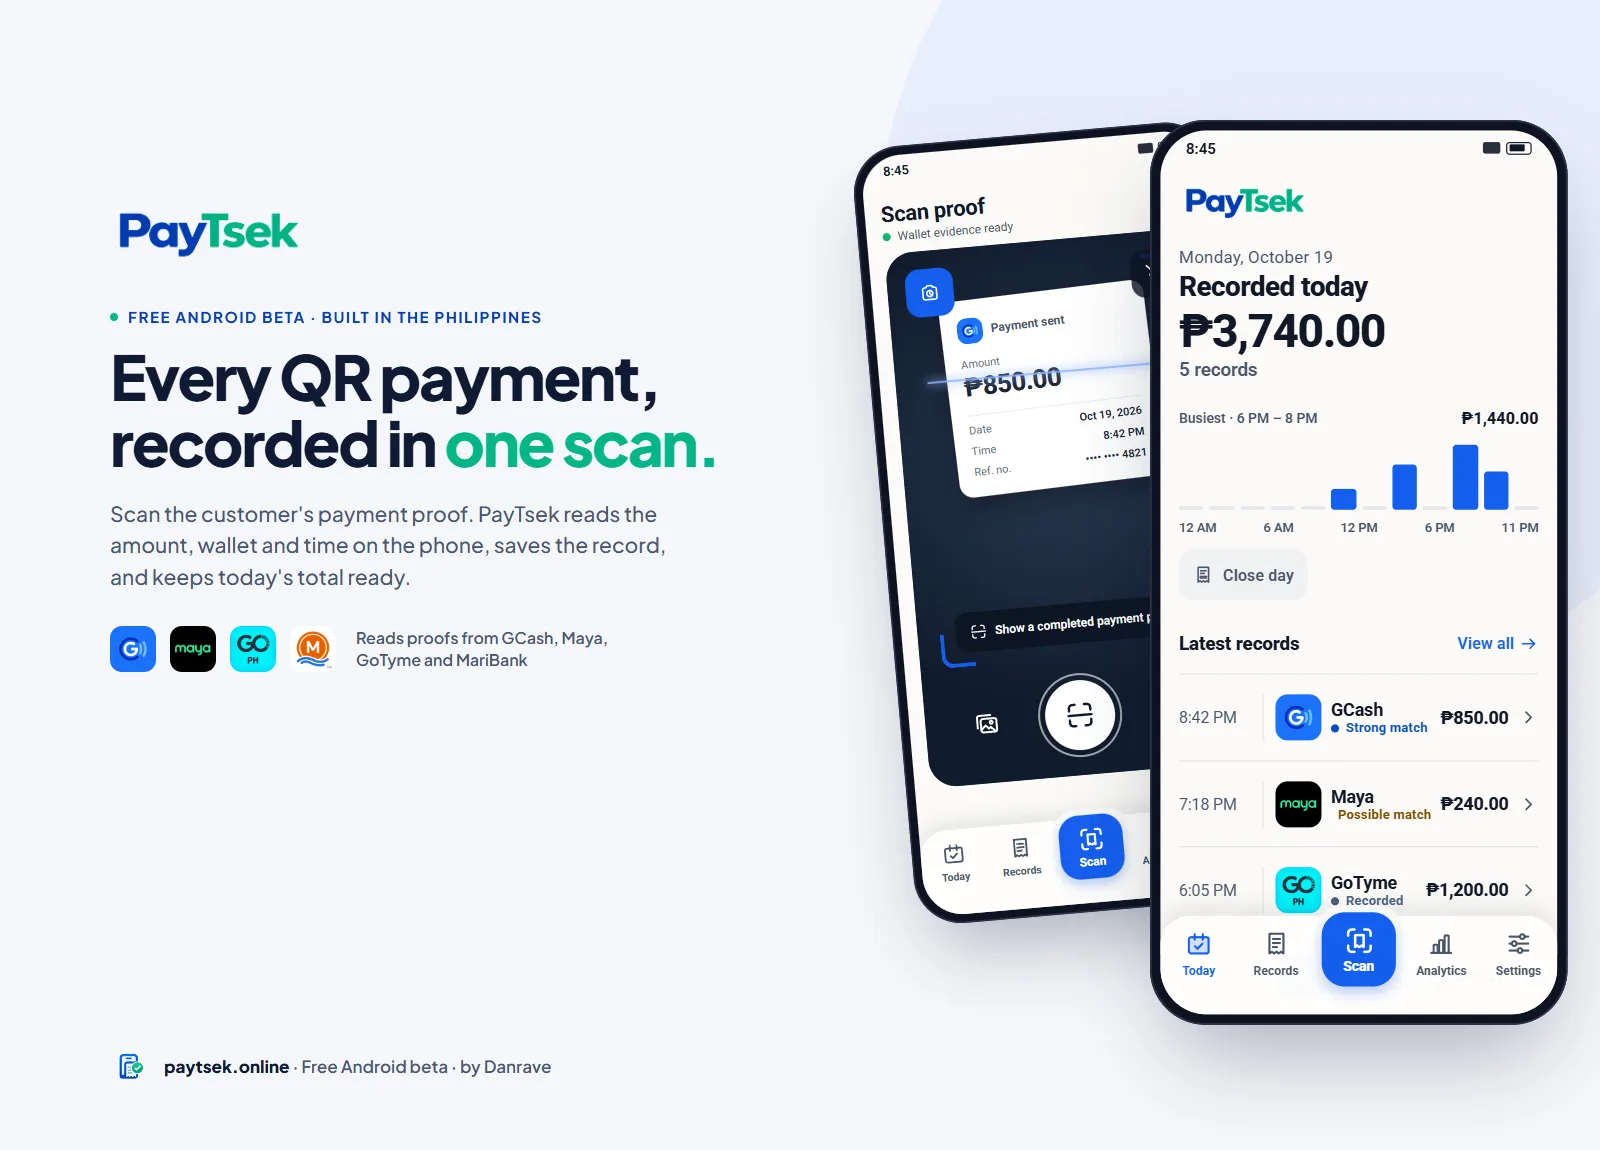 PayTsek
FREE ANDROID BETA · BUILT IN THE PHILIPPINES
Every QR payment,
recorded in one scan.
Scan the customer's payment proof. PayTsek reads the
amount, wallet and time on the phone, saves the record,
and keeps today's total ready.
G
maya
GO
PH
M
Reads proofs from GCash, Maya,
GoTyme and MariBank
paytsek.online · Free Android beta · by Danrave
8:45
Scan proof
Wallet evidence ready
G
Payment sent
Amount
₱850.00
Date
Oct 19, 2026
Time
8:42 PM
Ref. no.
•••• •••• 4821
Show a completed payment
Today
Records
Scan
A
8:45
PayTsek
Monday, October 19
Recorded today
₱3,740.00
5 records
Busiest · 6 PM – 8 PM
₱1,440.00
12 AM
6 AM
12 PM
6 PM
11 PM
Close day
Latest records
View all →
8:42 PM
G
GCash
Strong match
₱850.00
7:18 PM
maya
Maya
Possible match
₱240.00
6:05 PM
GO
PH
GoTyme
Recorded
₱1,200.00
Today
Records
Scan
Analytics
Settings